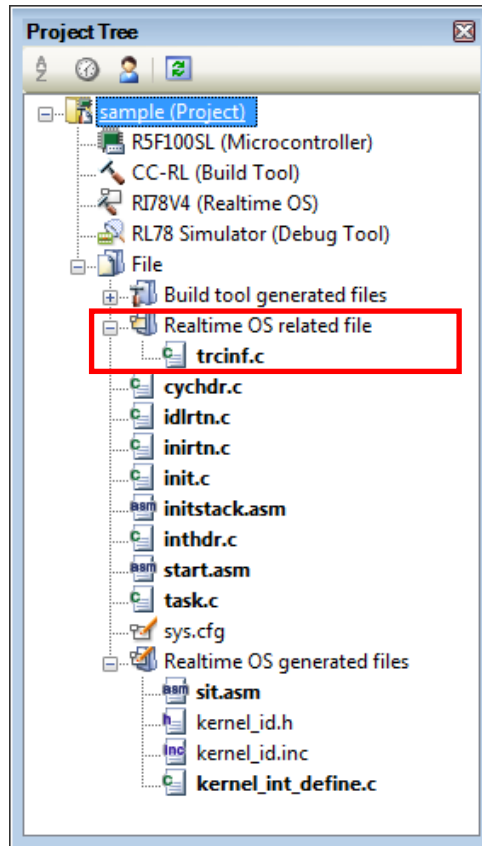 Project Tree
sample (Project)
R5F100SL (Microcontroller)
CC-RL (Build Tool)
RI78V4 (Realtime OS)
RL78 Simulator (Debug Tool)
File
Build tool generated files
Realtime OS related file
trcinf.c
cychdr.c
idlrtn.c
inirtn.c
init.c
initstack.asm
inthdr.c
start.asm
task.c
sys.cfg
Realtime OS generated files
sit.asm
kernel_id.h
kernel_id.inc
kernel_int_define.c